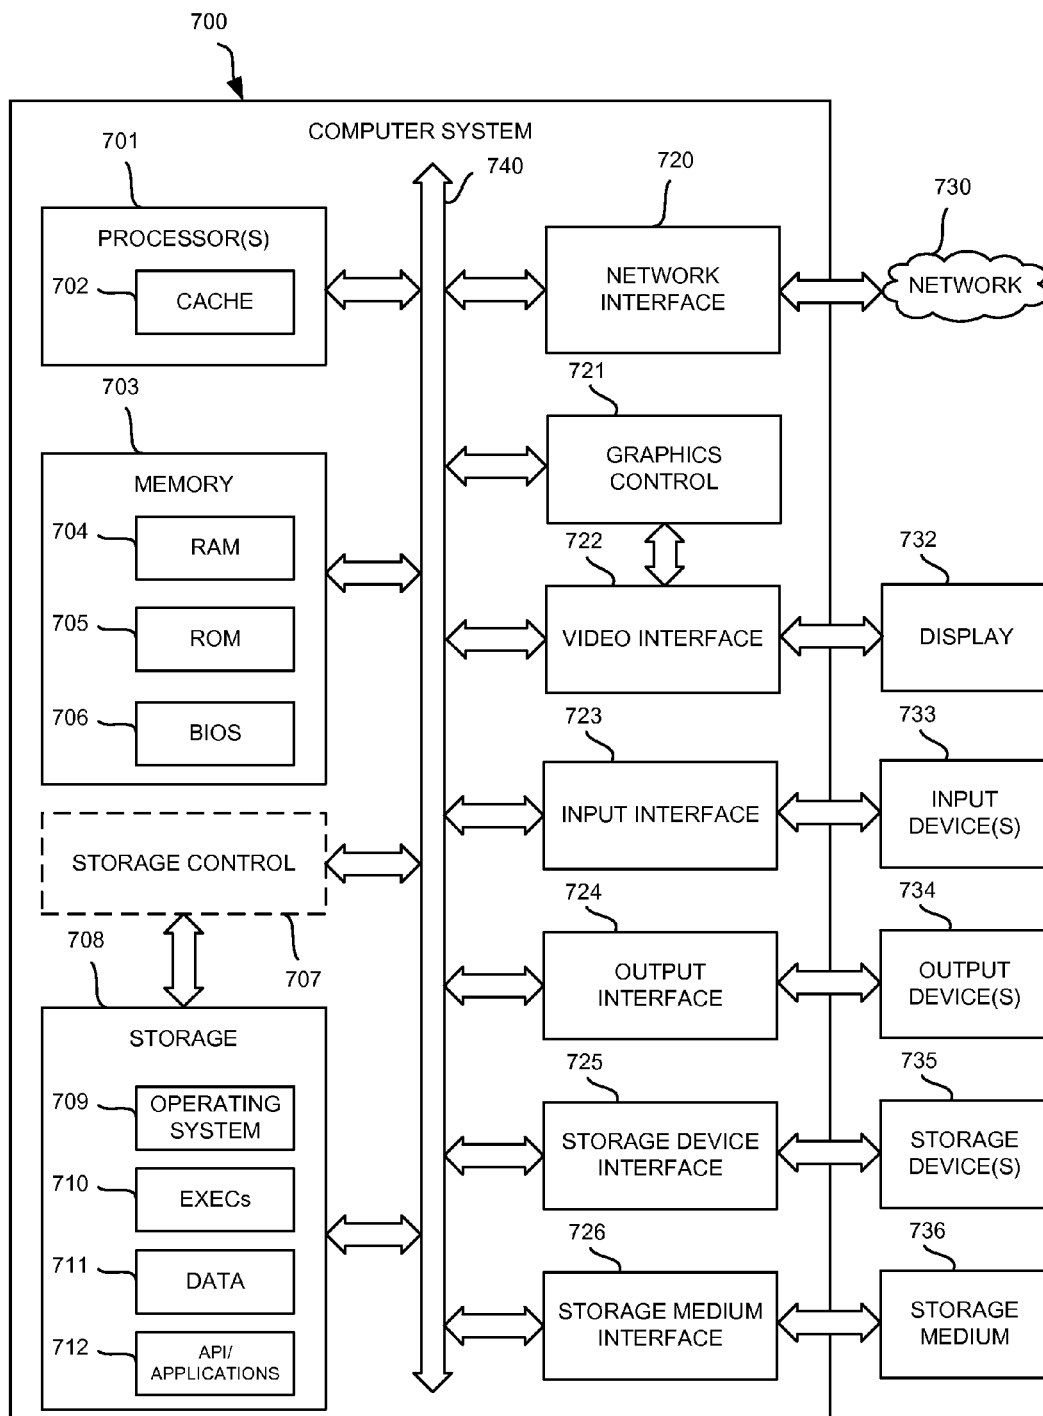 700
COMPUTER SYSTEM
701
740
720
730
PROCESSOR(S)
702
CACHE
NETWORK
INTERFACE
NETWORK
703
721
MEMORY
GRAPHICS
CONTROL
704
RAM
722
732
705
ROM
VIDEO INTERFACE
DISPLAY
706
BIOS
723
733
STORAGE CONTROL
INPUT INTERFACE
INPUT
DEVICE(S)
707
724
734
708
OUTPUT
INTERFACE
OUTPUT
DEVICE(S)
STORAGE
709
OPERATING
SYSTEM
725
735
710
EXECs
STORAGE DEVICE
INTERFACE
STORAGE
DEVICE(S)
711
DATA
726
736
712
API/
APPLICATIONS
STORAGE MEDIUM
INTERFACE
STORAGE
MEDIUM